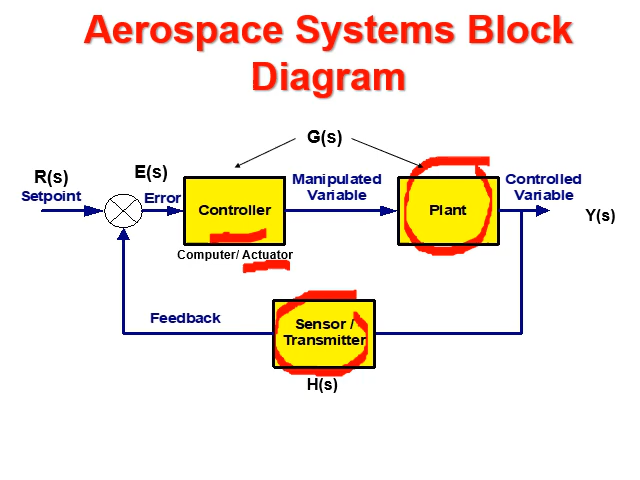 Aerospace Systems Block
Diagram
G(s)
R(s)
E(s)
Setpoint
Error
Controller
Manipulated
Variable
Plant
Controlled
Variable
Y(s)
Computer/ Actuator
Feedback
Sensor /
Transmitter
H(s)